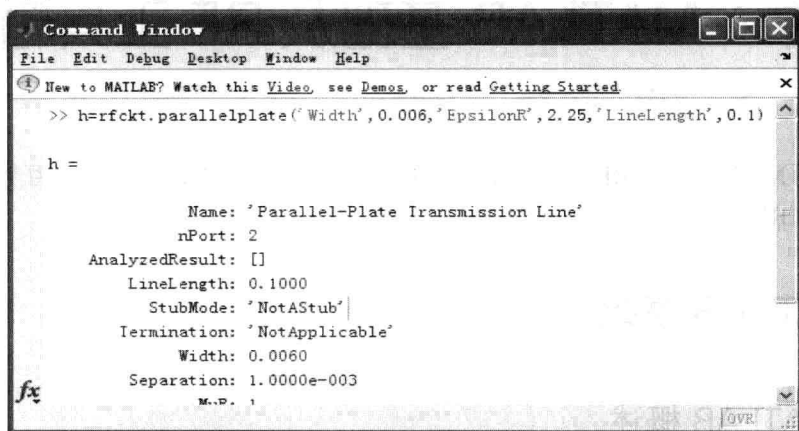 Command Window
File Edit Debug Desktop Window Help
New to MATLAB? Watch this Video, see Demos, or read Getting Started.
>> h=rfckt.parallelplate('Width',0.006,'EpsilonR',2.25,'LineLength',0.1)
h =
Name: 'Parallel-Plate Transmission Line'
nPort: 2
AnalyzedResult: []
LineLength: 0.1000
StubMode: 'NotAStub'
Termination: 'NotApplicable'
Width: 0.0060
Separation: 1.0000e-003
MuR: 1
fx
OVR